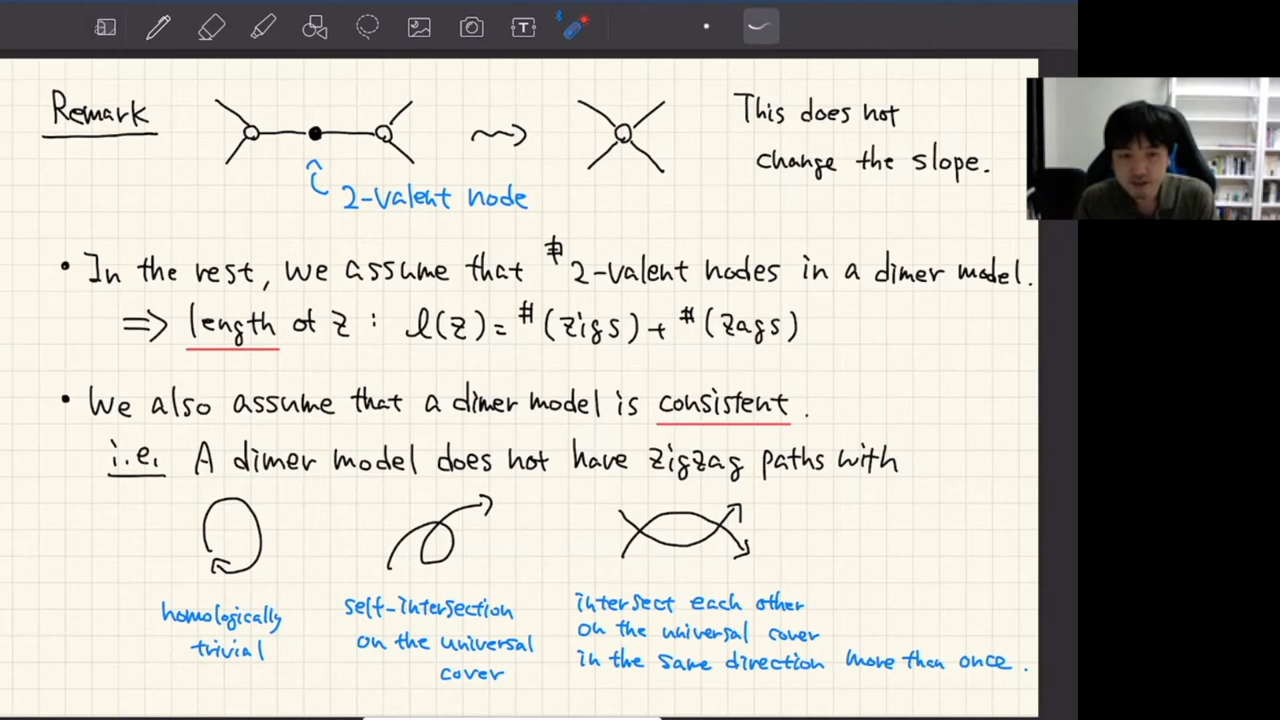 Remark
This does not
change the slope.
2-valent node
• In the rest, we assume that ∄ 2-valent nodes in a dimer model.
⇒ length of z : l(z) = #(zigs) + #(zags)
• We also assume that a dimer model is consistent.
i.e. A dimer model does not have zigzag paths with
homologically
trivial
self-intersection
on the universal
cover
intersect each other
on the universal cover
in the same direction more than once.